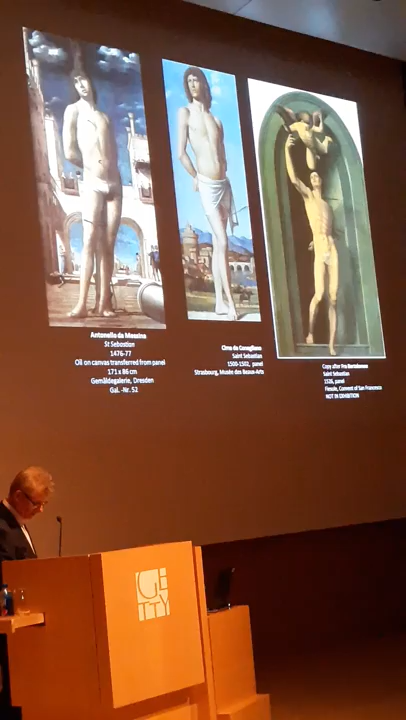 Antonello da Messina
St Sebastian
1476-77
Oil on canvas transferred from panel
171 x 86 cm
Gemäldegalerie, Dresden
Gal. -Nr. 52
Cima da Conegliano
Saint Sebastian
1500-1502, panel
Strasbourg, Musée des Beaux-Arts
Copy after Fra Bartolomeo
Saint Sebastian
1526, panel
Fiesole, Convent of San Francesco
NOT IN EXHIBITION
GE
TTY